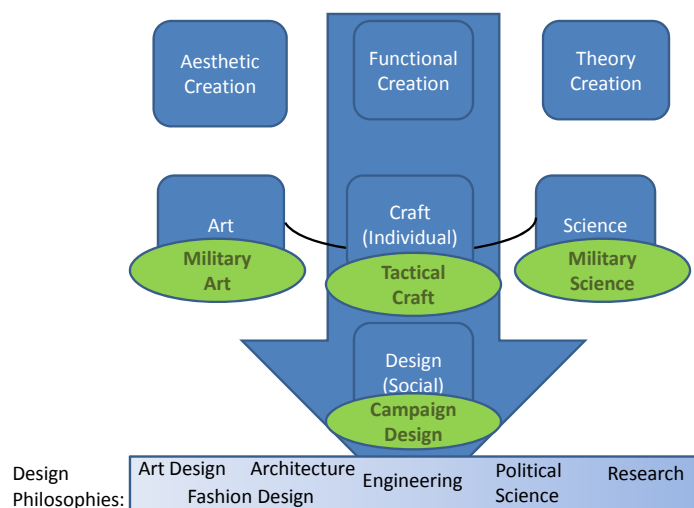 Aesthetic
Creation
Functional
Creation
Theory
Creation
Art
Military
Art
Craft
(Individual)
Tactical
Craft
Science
Military
Science
Design
(Social)
Campaign
Design
Design
Philosophies:
Art Design
Architecture
Fashion Design
Engineering
Political
Science
Research